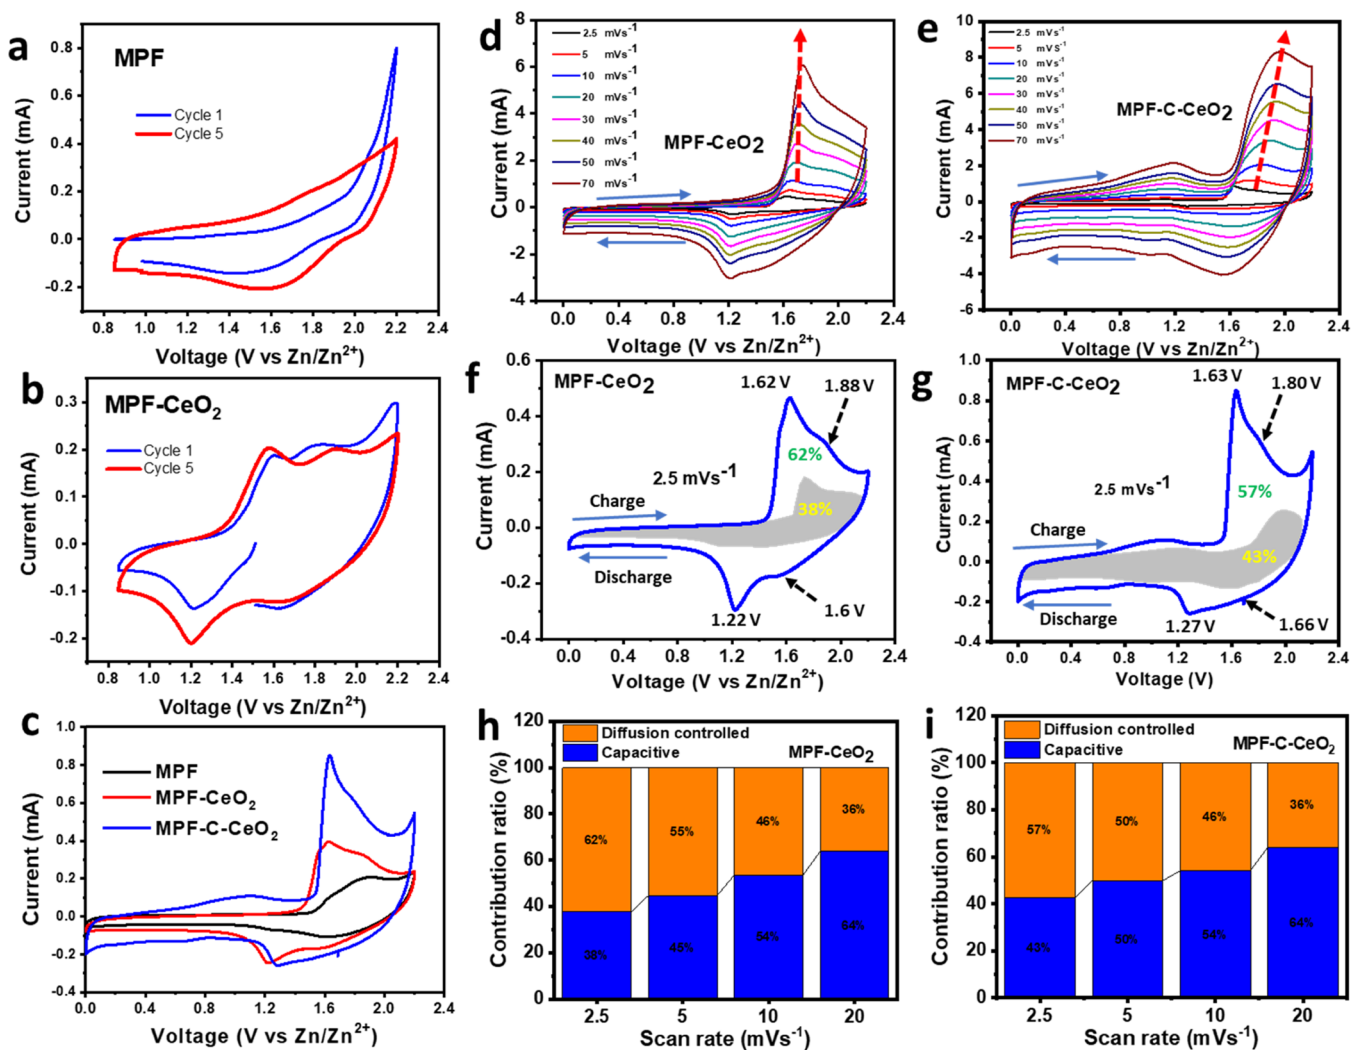 a
MPF
Cycle 1
Cycle 5
0.8
0.6
0.4
0.2
0.0
-0.2
0.8
1.0
1.2
1.4
1.6
1.8
2.0
2.2
2.4
Current (mA)
Voltage (V vs Zn/Zn²⁺)
d
2.5 mVs⁻¹
5 mVs⁻¹
10 mVs⁻¹
20 mVs⁻¹
30 mVs⁻¹
40 mVs⁻¹
50 mVs⁻¹
70 mVs⁻¹
MPF-CeO₂
8
6
4
2
0
-2
-4
0.0
0.4
0.8
1.2
1.6
2.0
2.4
Current (mA)
Voltage (V vs Zn/Zn²⁺)
e
2.5 mVs⁻¹
5 mVS⁻¹
10 mVs⁻¹
20 mVs⁻¹
30 mVs⁻¹
40 mVs⁻¹
50 mVs⁻¹
70 mVs⁻¹
MPF-C-CeO₂
10
8
6
4
2
0
-2
-4
-6
0.0
0.4
0.8
1.2
1.6
2.0
2.4
Current (mA)
Voltage (V vs Zn/Zn²⁺)
b
MPF-CeO₂
Cycle 1
Cycle 5
0.3
0.2
0.1
0.0
-0.1
-0.2
0.8
1.2
1.6
2.0
2.4
Current (mA)
Voltage (V vs Zn/Zn²⁺)
f
MPF-CeO₂
1.62 V
1.88 V
62%
2.5 mVs⁻¹
38%
Charge
Discharge
1.22 V
1.6 V
0.6
0.4
0.2
0.0
-0.2
-0.4
0.0
0.4
0.8
1.2
1.6
2.0
2.4
Current (mA)
Voltage (V vs Zn/Zn²⁺)
g
MPF-C-CeO₂
1.63 V
1.80 V
57%
2.5 mVs⁻¹
43%
Charge
Discharge
1.27 V
1.66 V
1.0
0.8
0.6
0.4
0.2
0.0
-0.2
-0.4
0.0
0.4
0.8
1.2
1.6
2.0
2.4
Current (mA)
Voltage (V)
c
MPF
MPF-CeO₂
MPF-C-CeO₂
1.0
0.8
0.6
0.4
0.2
0.0
-0.2
-0.4
0.0
0.4
0.8
1.2
1.6
2.0
2.4
Current (mA)
Voltage (V vs Zn/Zn²⁺)
h
Diffusion controlled
Capacitive
MPF-CeO₂
120
100
80
60
40
20
0
62%
55%
46%
36%
38%
45%
54%
64%
2.5
5
10
20
Contribution ratio (%)
Scan rate (mVs⁻¹)
i
Diffusion controlled
Capacitive
MPF-C-CeO₂
120
100
80
60
40
20
0
57%
50%
46%
36%
43%
50%
54%
64%
2.5
5
10
20
Contribution ratio (%)
Scan rate (mVs⁻¹)